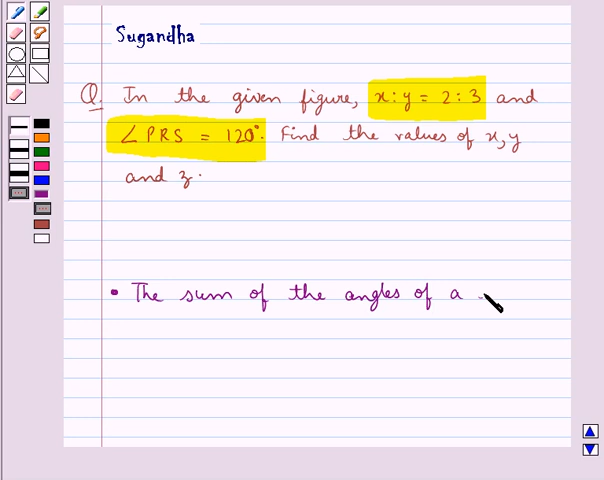 Sugandha
Q. In the given figure, x:y = 2:3 and
∠PRS = 120°. Find the values of x, y
and z.
• The sum of the angles of a